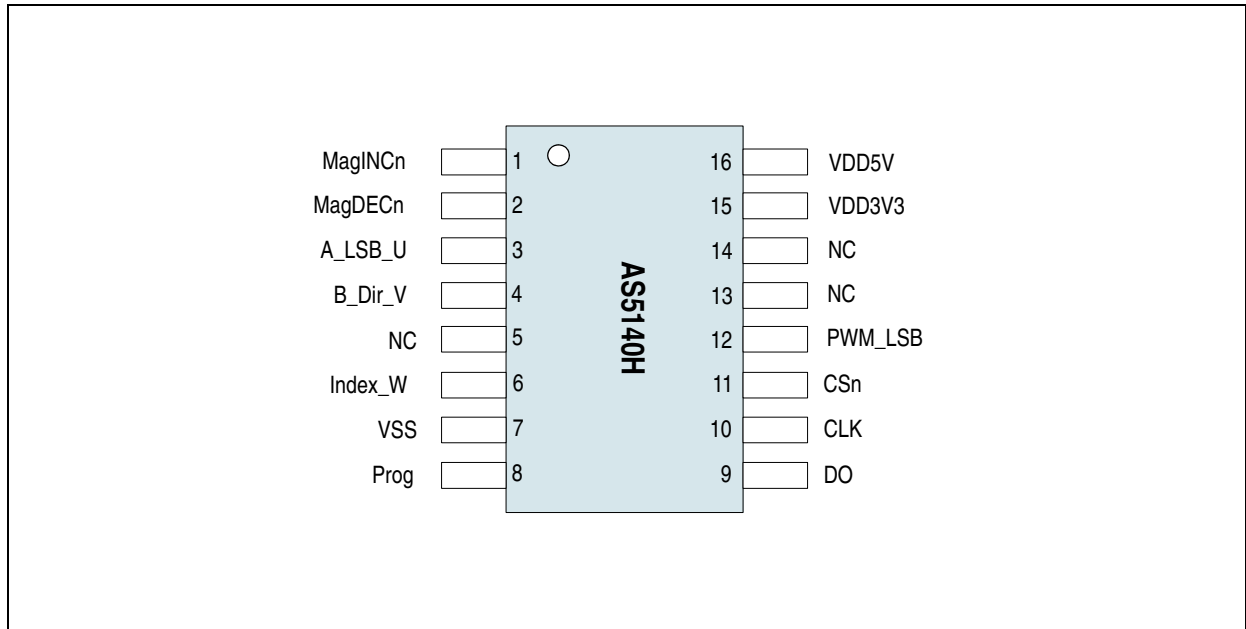 MagINCn 1 16 VDD5V
MagDECn 2 15 VDD3V3
A_LSB_U 3 14 NC
B_Dir_V 4 13 NC
NC 5 12 PWM_LSB
Index_W 6 11 CSn
VSS 7 10 CLK
Prog 8 9 DO
AS5140H